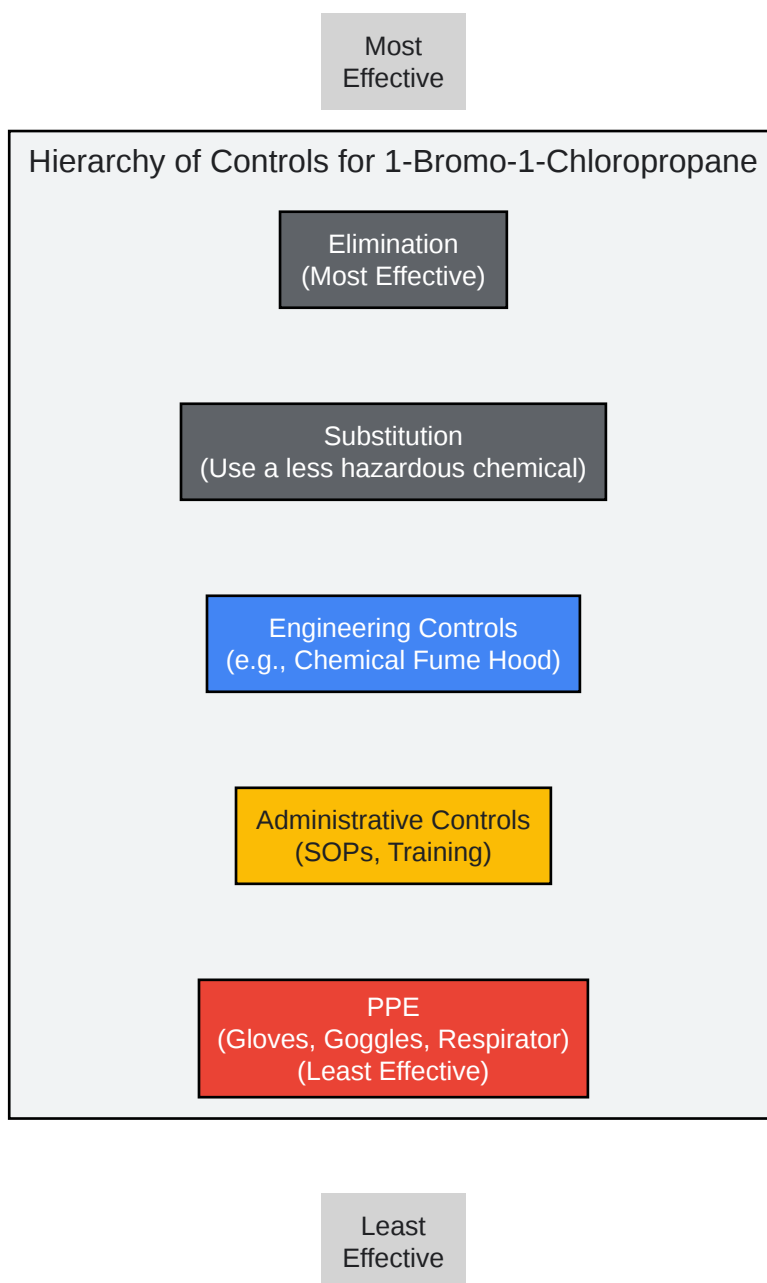 Most
Effective
Hierarchy of Controls for 1-Bromo-1-Chloropropane
Elimination
(Most Effective)
Substitution
(Use a less hazardous chemical)
Engineering Controls
(e.g., Chemical Fume Hood)
Administrative Controls
(SOPs, Training)
PPE
(Gloves, Goggles, Respirator)
(Least Effective)
Least
Effective